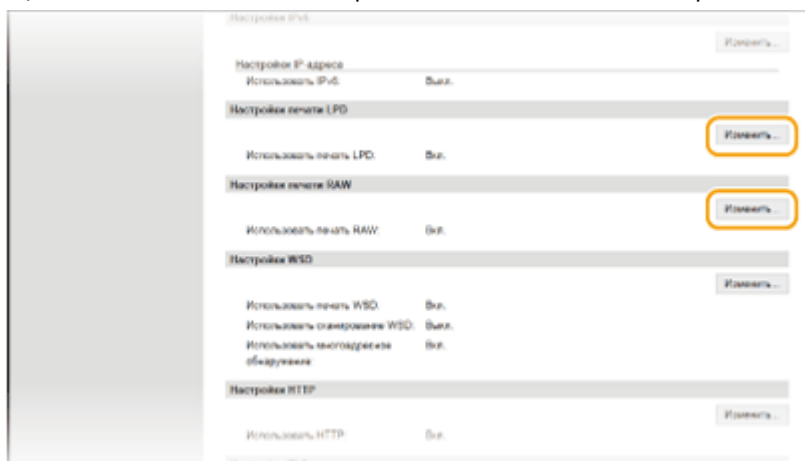 Настройки IPv6
Изменить...
Настройки IP-адреса
Использовать IPv6: Выкл.
Настройки печати LPD
Изменить...
Использовать печать LPD: Вкл.
Настройки печати RAW
Изменить...
Использовать печать RAW: Вкл.
Настройки WSD
Изменить...
Использовать печать WSD: Вкл.
Использовать сканирование WSD: Выкл.
Использовать многоадресное Вкл.
обнаружение:
Настройки HTTP
Изменить...
Использовать HTTP: Вкл.